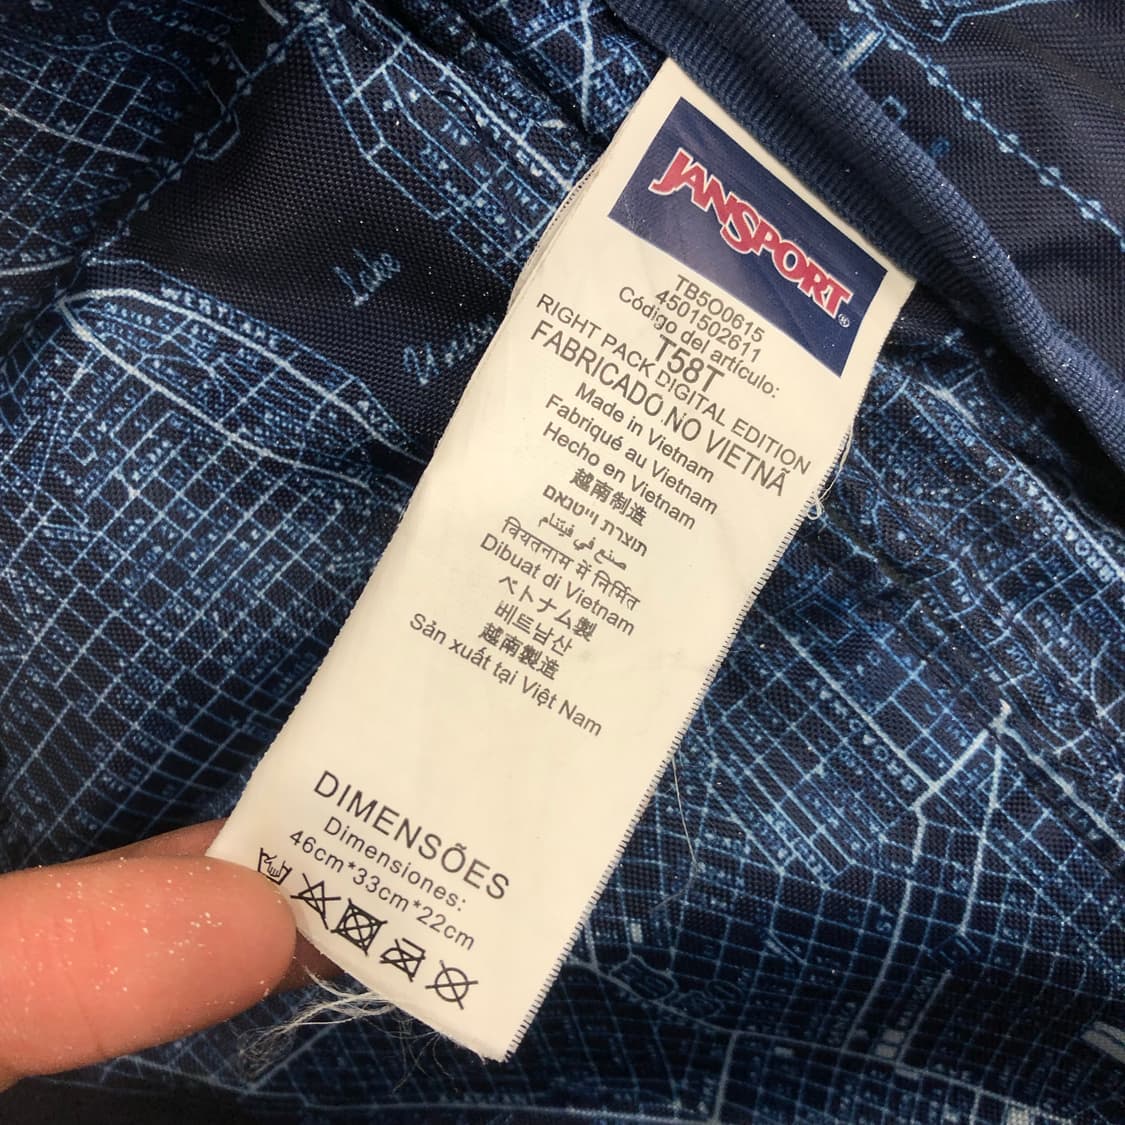 JANSPORT®
TB5O0615
4501502611
Código del artículo:
T58T
RIGHT PACK DIGITAL EDITION
FABRICADO NO VIETNÃ
Made in Vietnam
Fabriqué au Vietnam
Hecho en Vietnam
越南制造
תוצרת וייטנאם
صنع في فيتنام
वियतनाम में निर्मित
Dibuat di Vietnam
ベトナム製
베트남산
越南製造
Sản xuất tại Việt Nam
DIMENSÕES
Dimensiones:
46cm*33cm*22cm